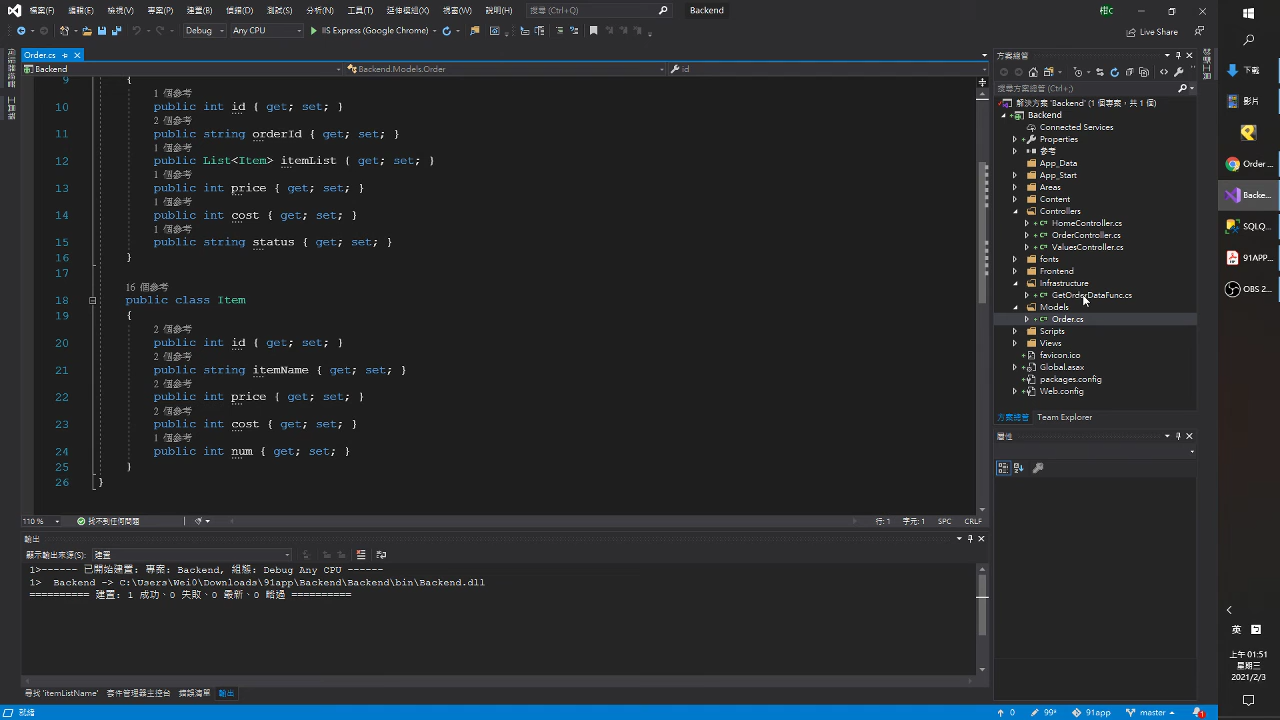 檔案(F) 編輯(E) 檢視(V) 專案(P) 建置(B) 偵錯(D) 測試(S) 分析(N) 工具(T) 延伸模組(X) 視窗(W) 說明(H) 搜尋 (Ctrl+Q) Backend
Debug Any CPU IIS Express (Google Chrome) Live Share
Order.cs
Backend Backend.Models.Order id
9 {
1 個參考
10 public int id { get; set; }
2 個參考
11 public string orderId { get; set; }
1 個參考
12 public List<Item> itemList { get; set; }
1 個參考
13 public int price { get; set; }
1 個參考
14 public int cost { get; set; }
1 個參考
15 public string status { get; set; }
16 }
17
16 個參考
18 public class Item
19 {
2 個參考
20 public int id { get; set; }
2 個參考
21 public string itemName { get; set; }
2 個參考
22 public int price { get; set; }
2 個參考
23 public int cost { get; set; }
1 個參考
24 public int num { get; set; }
25 }
26 }
110 % 找不到任何問題 行: 1 字元: 1 SPC CRLF
輸出
顯示輸出來源(S): 建置
1>------ 已開始建置: 專案: Backend, 組態: Debug Any CPU ------
1> Backend -> C:\Users\Wei0\Downloads\91app\Backend\Backend\bin\Backend.dll
========== 建置: 1 成功、0 失敗、0 最新、0 略過 ==========
尋找 'itemListName' 套件管理器主控台 錯誤清單 輸出
就緒 0 99+ 91app master 1
方案總管
搜尋方案總管 (Ctrl+;)
解決方案 'Backend' (1 個專案，共 1 個)
Backend
Connected Services
Properties
參考
App_Data
App_Start
Areas
Content
Controllers
HomeController.cs
OrderController.cs
ValuesController.cs
fonts
Frontend
Infrastructure
GetOrderDataFunc.cs
Models
Order.cs
Scripts
Views
favicon.ico
Global.asax
packages.config
Web.config
方案總管 Team Explorer
屬性
下載
影片
Order ...
Backe...
SQLQ...
91APP...
OBS 2...
英
上午 01:51
星期三
2021/2/3